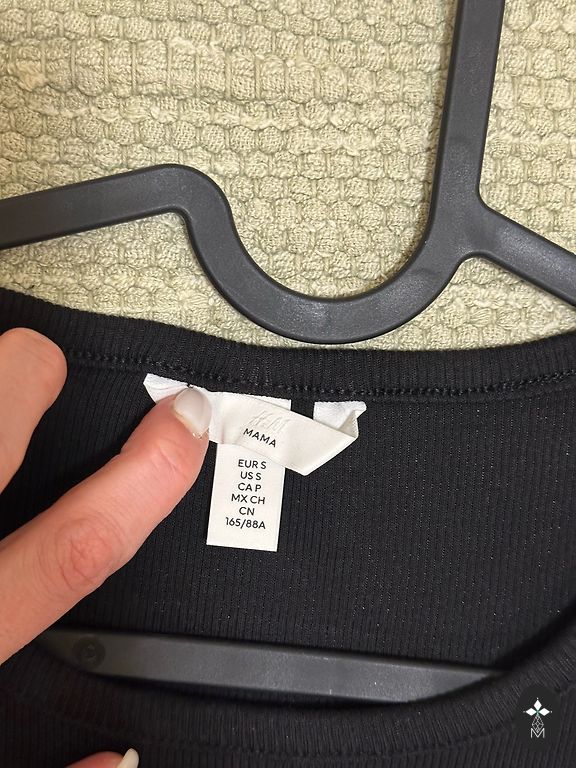 H&M
MAMA
EUR S
US S
CA P
MX CH
CN
165/88A
M